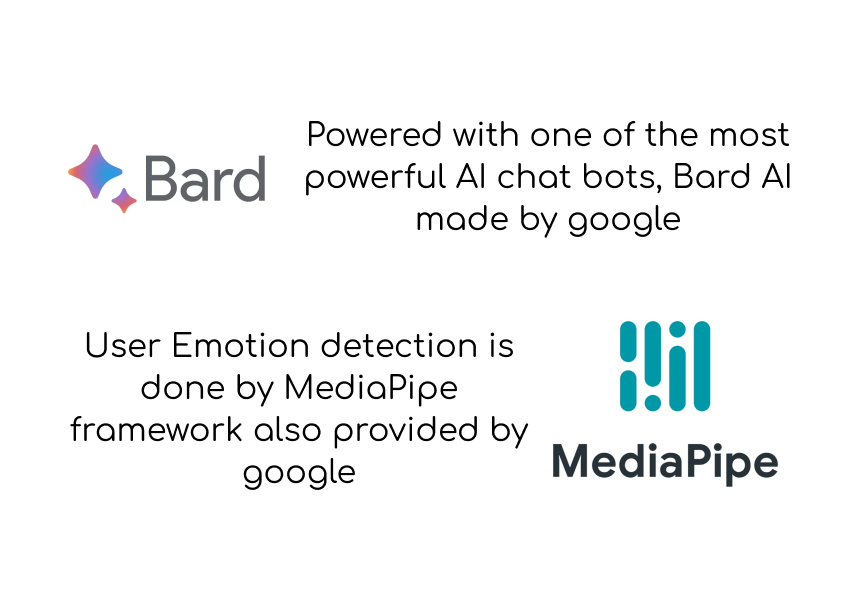 Bard
Powered with one of the most
powerful AI chat bots, Bard AI
made by google
User Emotion detection is
done by MediaPipe
framework also provided by
google
MediaPipe